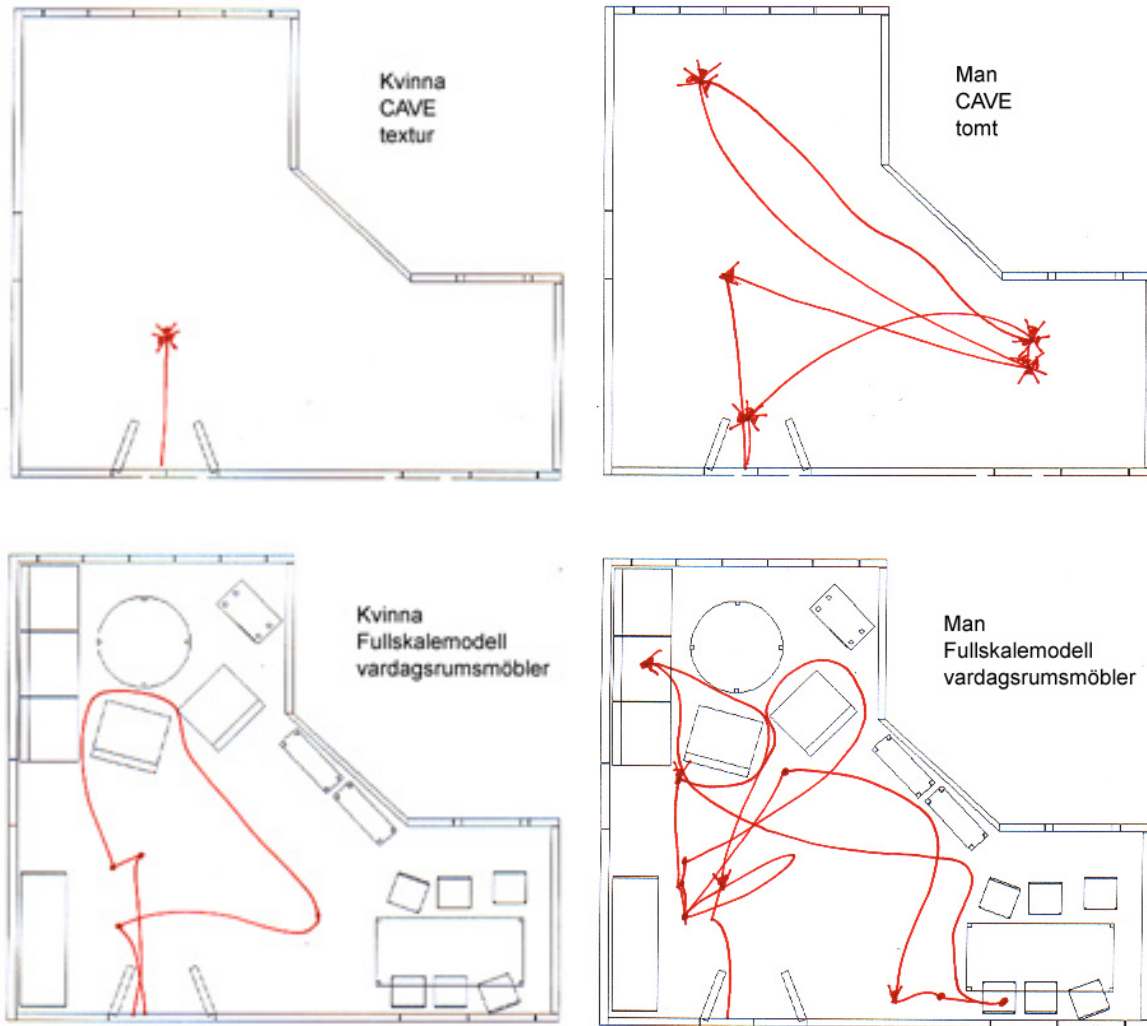 Kvinna
CAVE
textur
Man
CAVE
tomt
Kvinna
Fullskalemodell
vardagsrumsmöbler
Man
Fullskalemodell
vardagsrumsmöbler